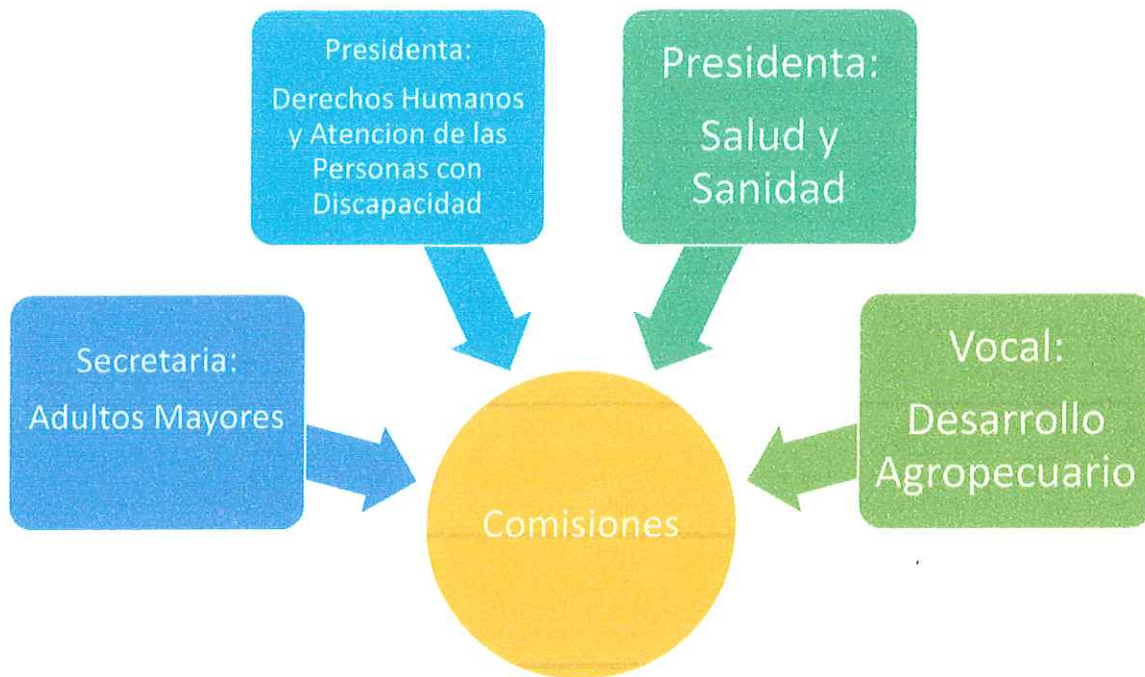 Secretaria:
Adultos Mayores
Presidenta:
Derechos Humanos
y Atencion de las
Personas con
Discapacidad
Presidenta:
Salud y
Sanidad
Vocal:
Desarrollo
Agropecuario
Comisiones